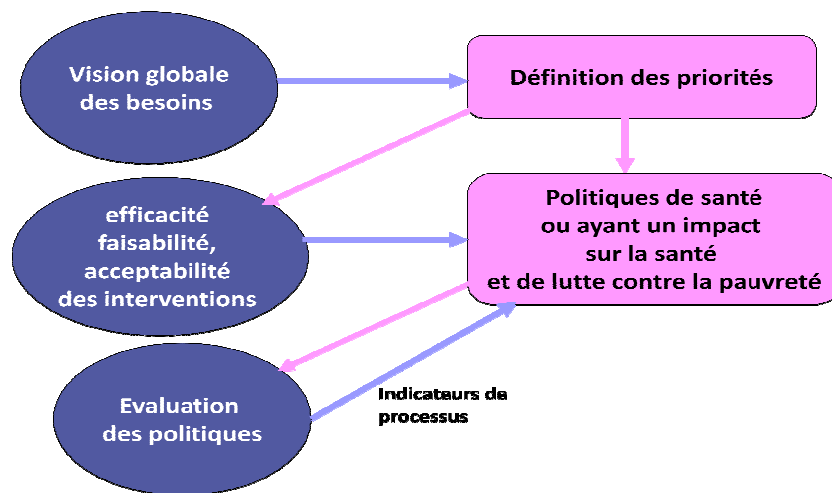 Vision globale
des besoins
Définition des priorités
efficacité
faisabilité,
acceptabilité
des interventions
Politiques de santé
ou ayant un impact
sur la santé
et de lutte contre la pauvreté
Evaluation
des politiques
Indicateurs de
processus